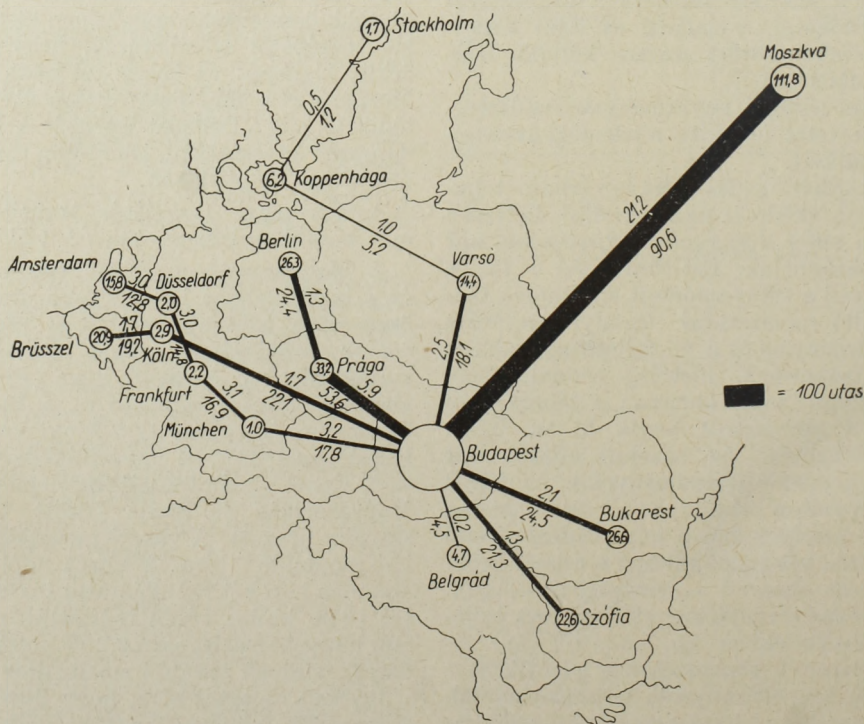 1,7 Stockholm
Moszkva
111,8
0,5
1,2
6,2 Koppenhága
21,2
90,6
1,0
5,2
Berlin
26,3
Varsó
14,4
Amsterdam
15,8
3,0
12,8
Düsseldorf
2,0
1,3
24,4
3,0
14,8
Brüsszel
20,9
1,7
19,2
2,9
Köln
33,2 Prága
5,9
53,6
2,5
18,1
Frankfurt
2,2
1,7
22,1
3,1
16,9
= 100 utas
München
1,0
3,2
17,8
Budapest
2,1
24,5
Bukarest
26,6
0,2
4,5
1,3
21,3
4,7
Belgrád
22,6 Szófia